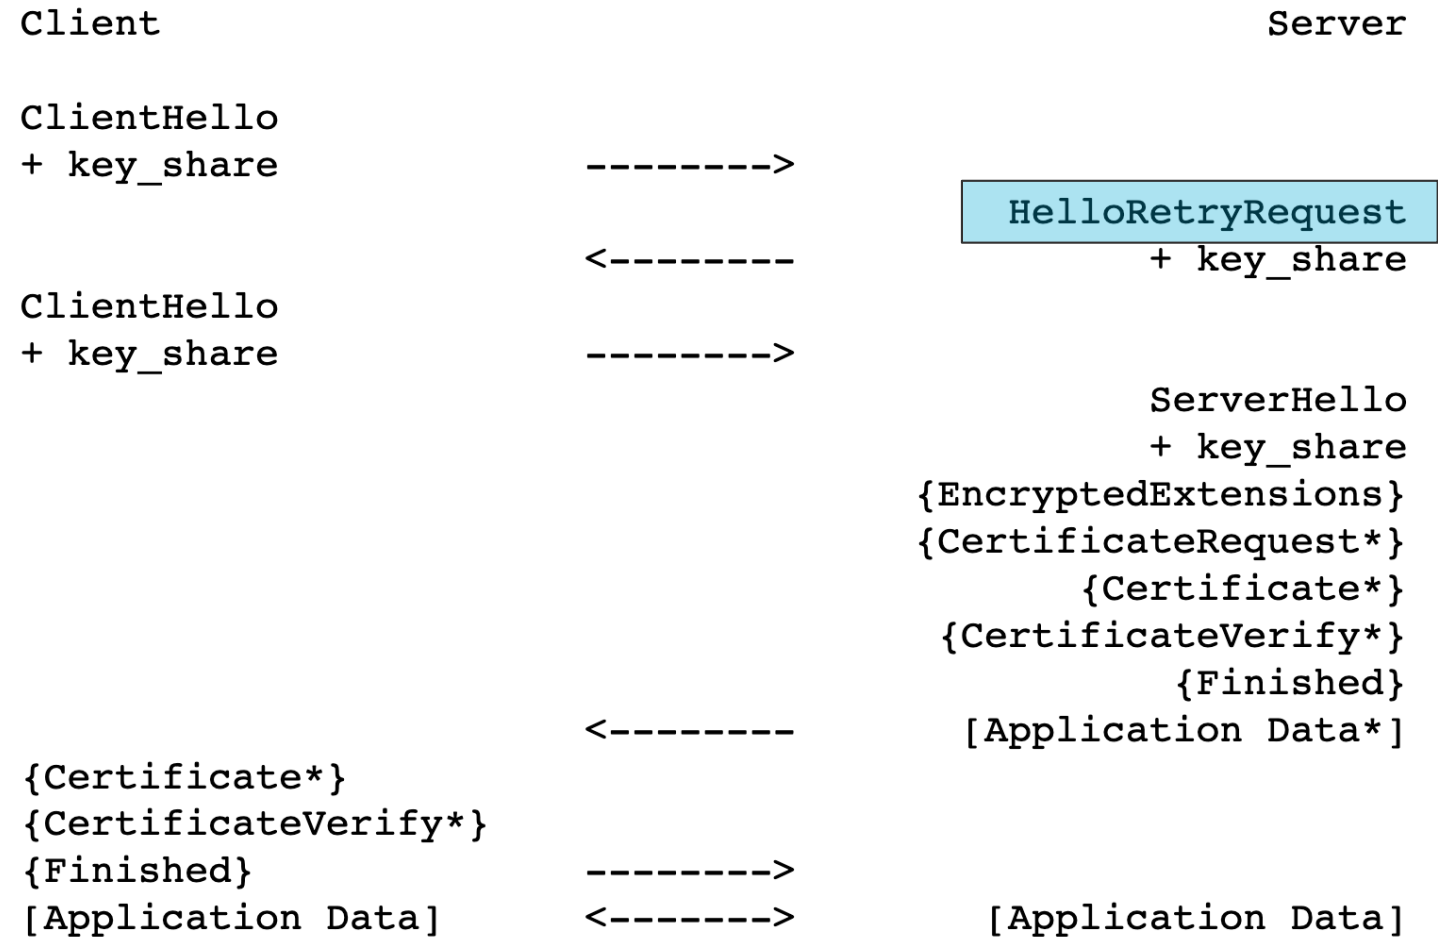 Client Server
ClientHello
+ key_share -------->
HelloRetryRequest
<-------- + key_share
ClientHello
+ key_share -------->
ServerHello
+ key_share
{EncryptedExtensions}
{CertificateRequest*}
{Certificate*}
{CertificateVerify*}
{Finished}
<-------- [Application Data*]
{Certificate*}
{CertificateVerify*}
{Finished} -------->
[Application Data] <-------> [Application Data]